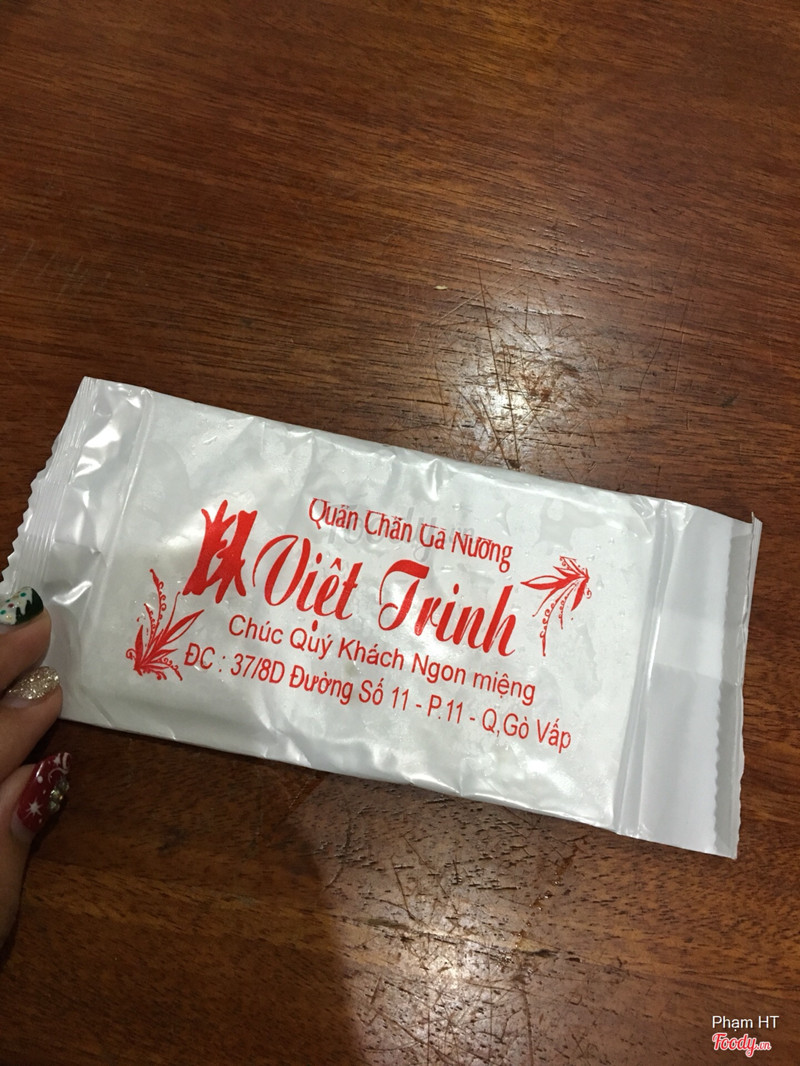 Quán Chân Gà Nướng
Việt Trinh
Chúc Quý Khách Ngon miệng
ĐC : 37/8D Đường Số 11 - P.11 - Q,Gò Vấp
Phạm HT
Foody.vn